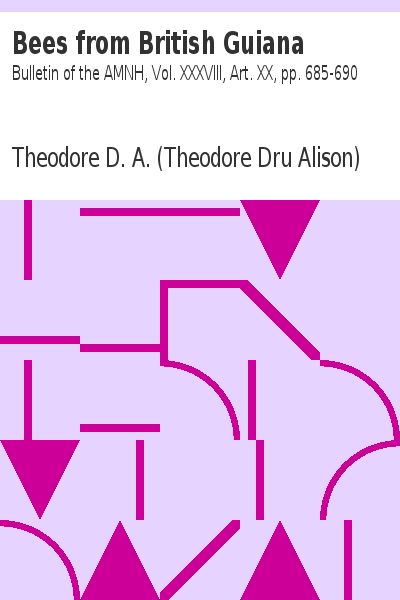 Bees from British Guiana
Bulletin of the AMNH, Vol. XXXVIII, Art. XX, pp. 685-690
Theodore D. A. (Theodore Dru Alison)